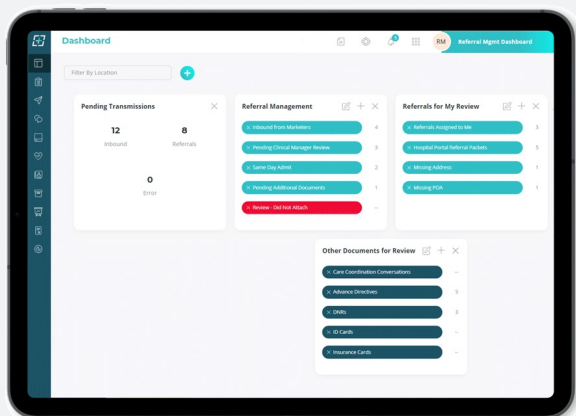 Dashboard
RM
Referral Mgmt Dashboard
Filter By Location
Pending Transmissions
12
8
Inbound
Referrals
0
Error
Referral Management
Inbound from Marketers 4
Pending Clinical Manager Review 3
Same Day Admit 2
Pending Additional Documents 1
Review - Did Not Attach --
Referrals for My Review
Referrals Assigned to Me 3
Hospital Portal Referral Packets 5
Missing Address 1
Missing POA 1
Other Documents for Review
Care Coordination Conversations --
Advance Directives
DNRs 3
ID Cards --
Insurance Cards --